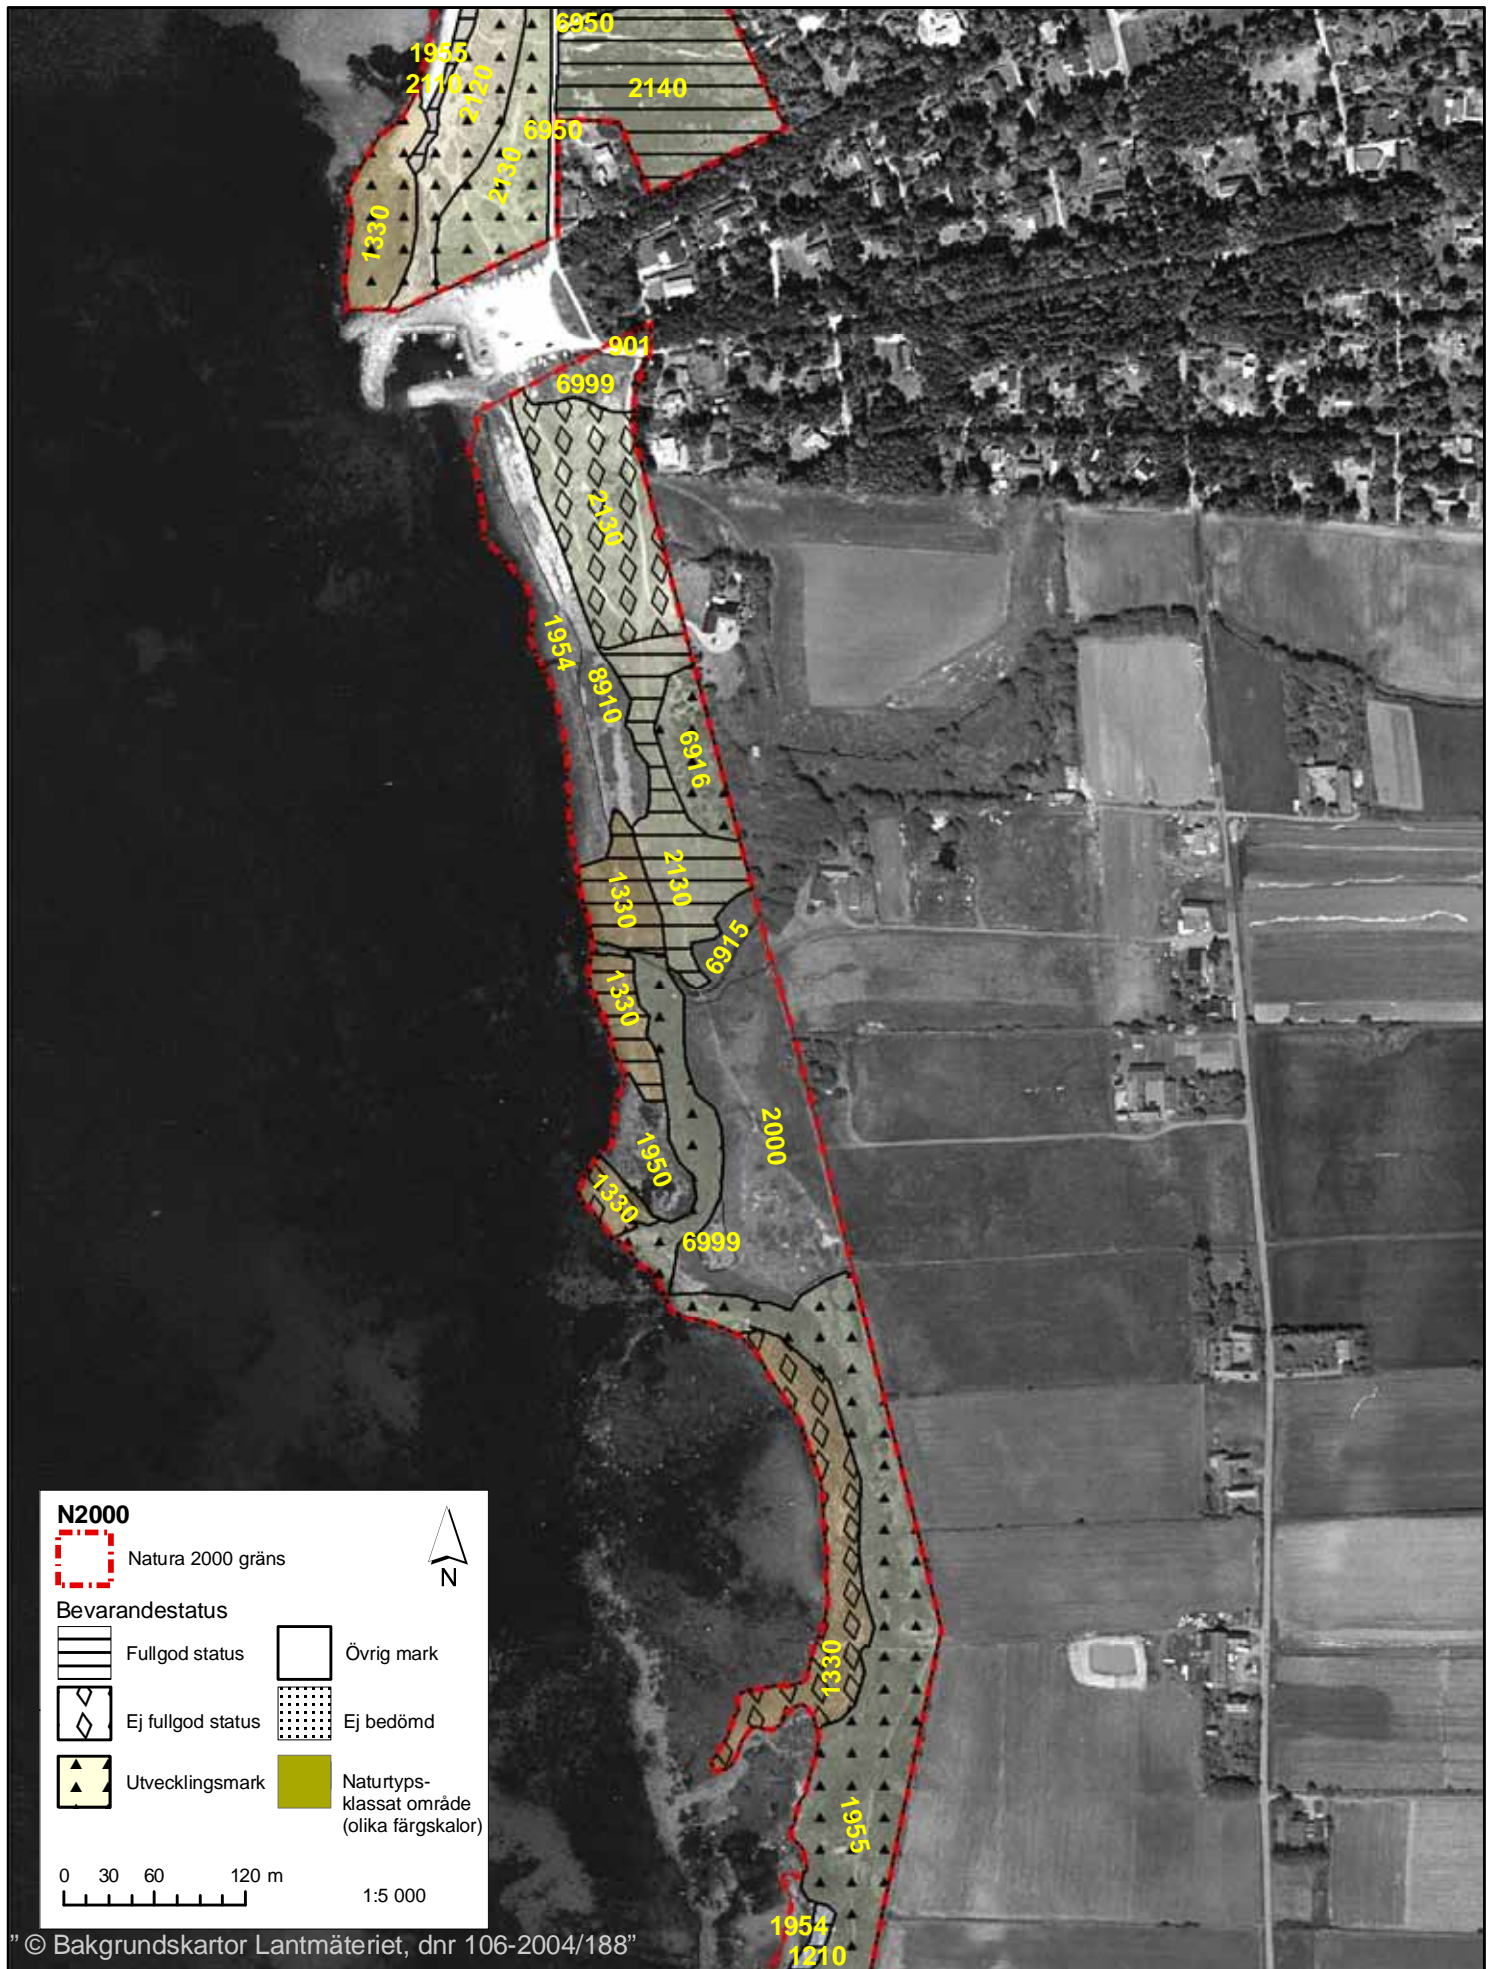 6950
1955
2110
2120
2140
6950
2130
1330
901
6999
2130
1954
8910
6916
2130
1330
6915
1330
2000
1950
1330
6999
1330
1955
1954
1210
N2000
Natura 2000 gräns
N
Bevarandestatus
Fullgod status
Övrig mark
Ej fullgod status
Ej bedömd
Utvecklingsmark
Naturtyps-
klassat område
(olika färgskalor)
0 30 60 120 m
1:5 000
” © Bakgrundskartor Lantmäteriet, dnr 106-2004/188”